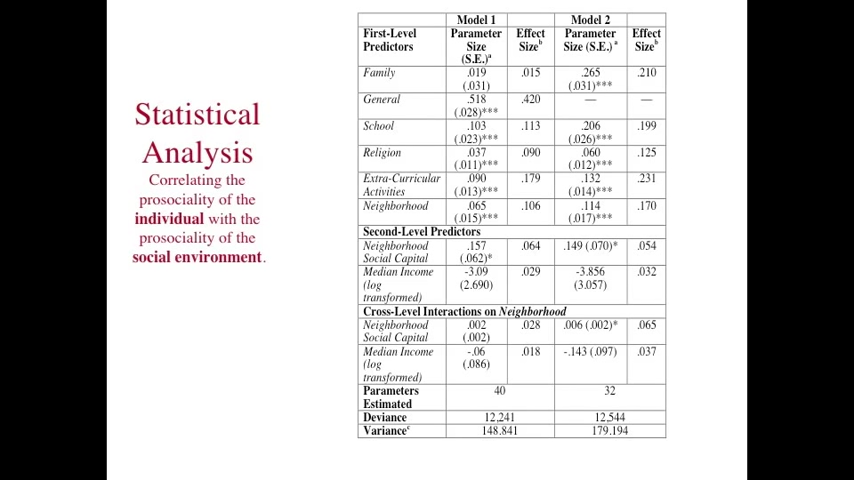 Statistical
Analysis
Correlating the
prosociality of the
individual with the
prosociality of the
social environment.
Model 1 Model 2
First-Level Parameter Effect Parameter Effect
Predictors Size Sizeᵇ Size (S.E.) ᵃ Sizeᵇ
(S.E.)ᵃ
Family .019 .015 .265 .210
(.031) (.031)***
General .518 .420 — —
(.028)***
School .103 .113 .206 .199
(.023)*** (.026)***
Religion .037 .090 .060 .125
(.011)*** (.012)***
Extra-Curricular .090 .179 .132 .231
Activities (.013)*** (.014)***
Neighborhood .065 .106 .114 .170
(.015)*** (.017)***
Second-Level Predictors
Neighborhood .157 .064 .149 (.070)* .054
Social Capital (.062)*
Median Income -3.09 .029 -3.856 .032
(log (2.690) (3.057)
transformed)
Cross-Level Interactions on Neighborhood
Neighborhood .002 .028 .006 (.002)* .065
Social Capital (.002)
Median Income -.06 .018 -.143 (.097) .037
(log (.086)
transformed)
Parameters 40 32
Estimated
Deviance 12,241 12,544
Varianceᶜ 148.841 179.194